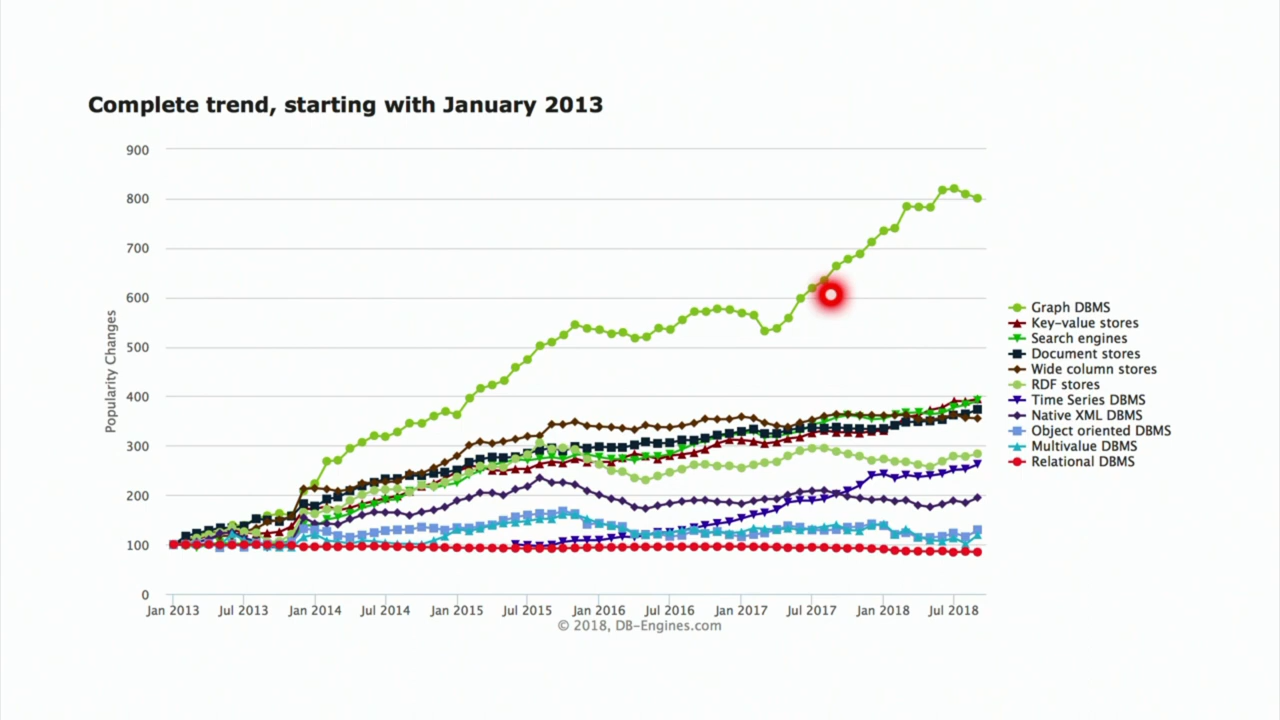 Complete trend, starting with January 2013
900
800
700
600
500
400
300
200
100
0
Popularity Changes
Jan 2013 Jul 2013 Jan 2014 Jul 2014 Jan 2015 Jul 2015 Jan 2016 Jul 2016 Jan 2017 Jul 2017 Jan 2018 Jul 2018
© 2018, DB-Engines.com
Graph DBMS
Key-value stores
Search engines
Document stores
Wide column stores
RDF stores
Time Series DBMS
Native XML DBMS
Object oriented DBMS
Multivalue DBMS
Relational DBMS